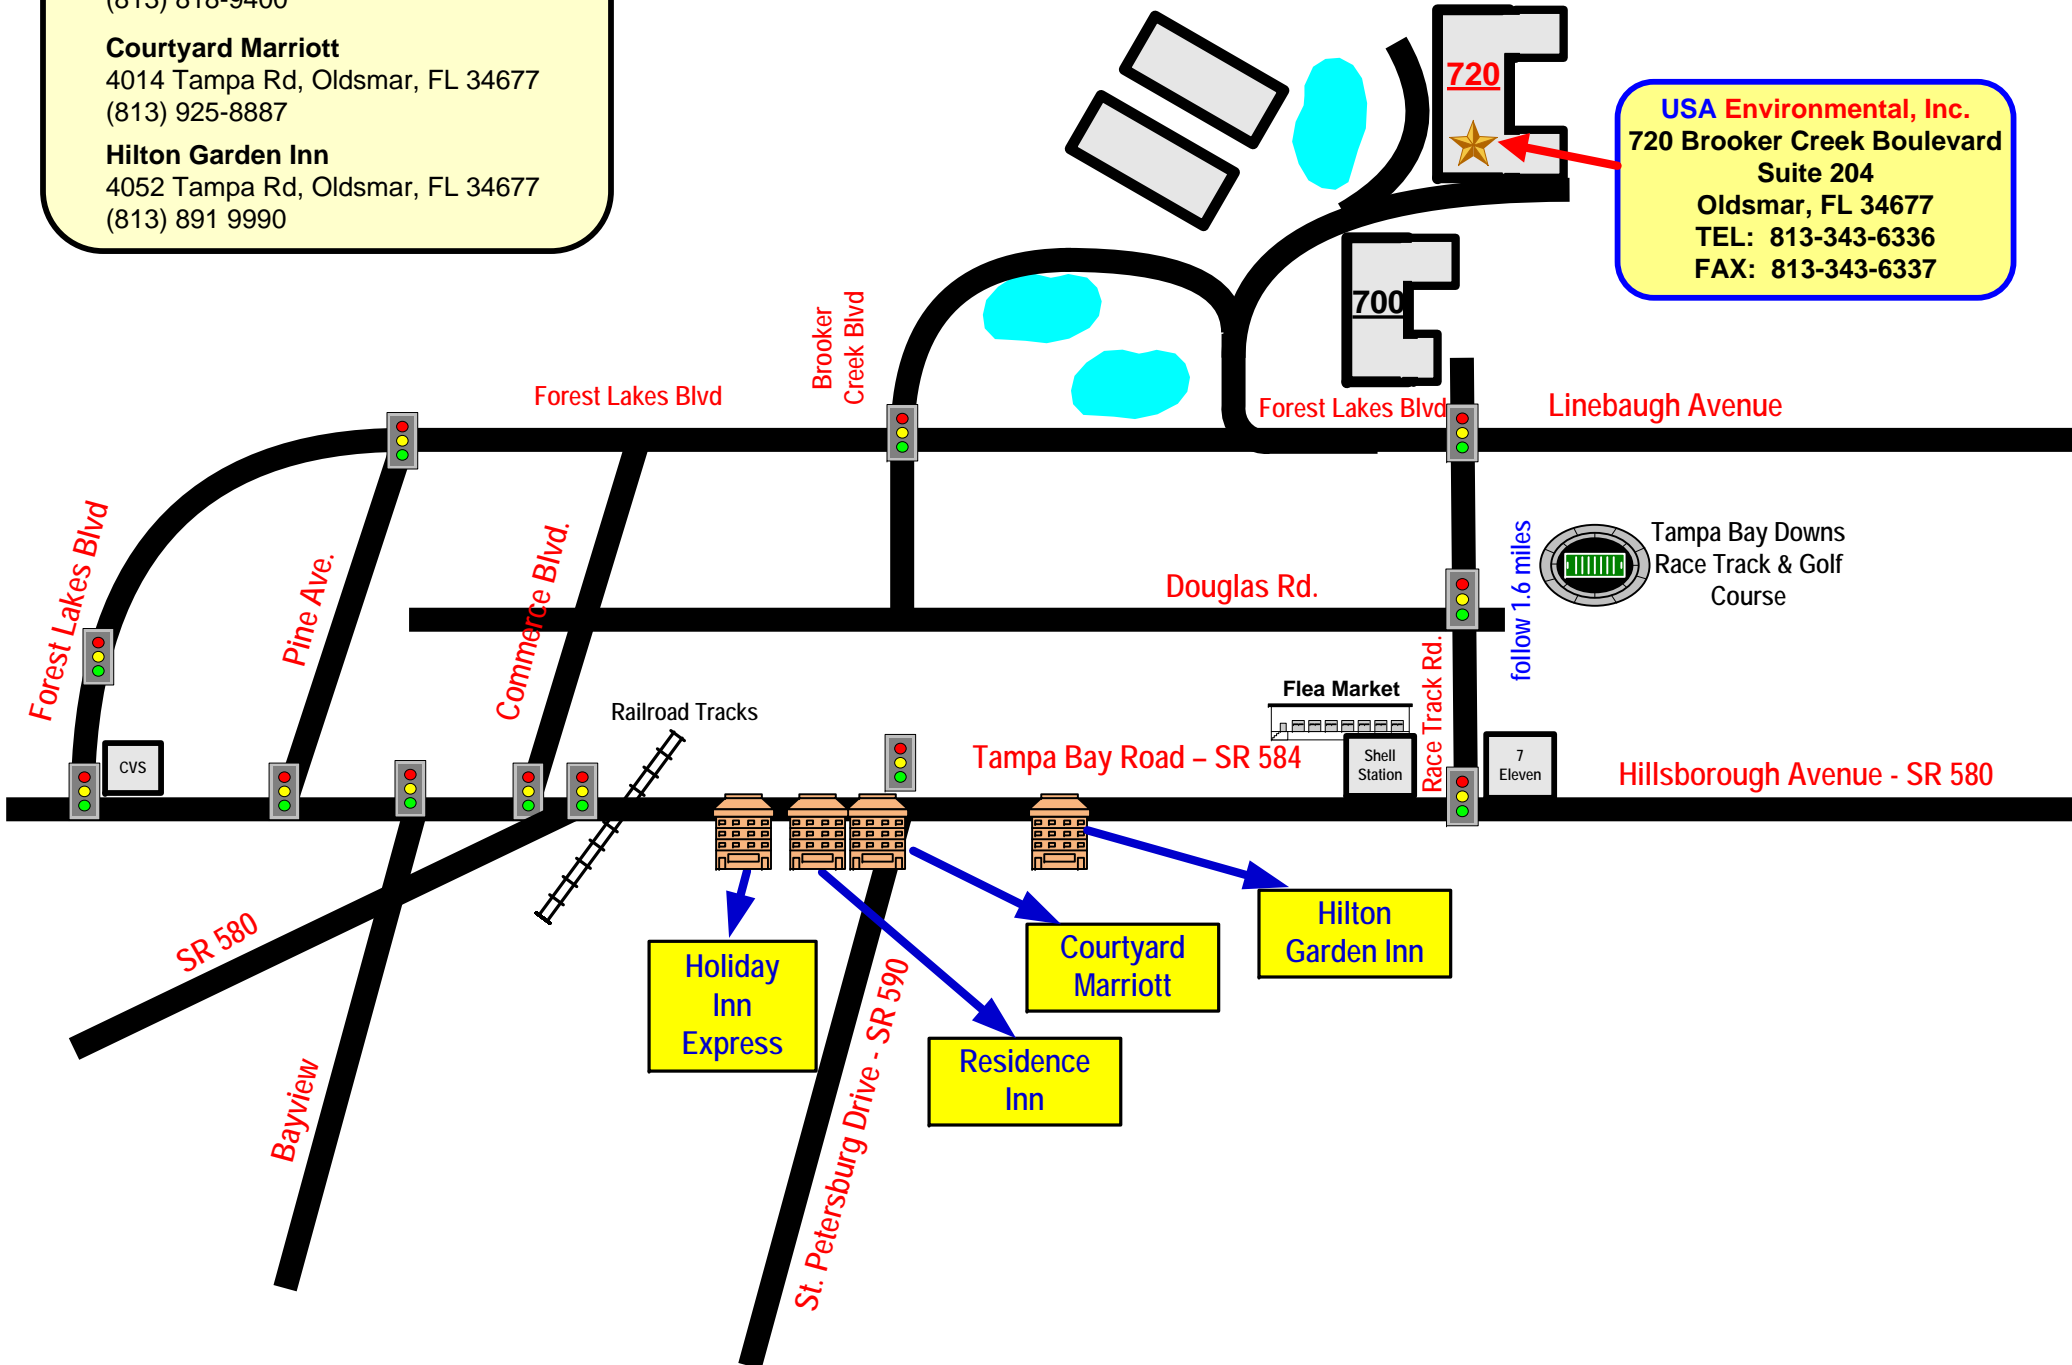 (813) 818-9400
Courtyard Marriott
4014 Tampa Rd, Oldsmar, FL 34677
(813) 925-8887
Hilton Garden Inn
4052 Tampa Rd, Oldsmar, FL 34677
(813) 891 9990
720
USA Environmental, Inc.
720 Brooker Creek Boulevard
Suite 204
Oldsmar, FL 34677
TEL: 813-343-6336
FAX: 813-343-6337
700
Brooker
Creek Blvd
Forest Lakes Blvd
Forest Lakes Blvd
Linebaugh Avenue
Forest Lakes Blvd
Pine Ave.
Commerce Blvd.
Douglas Rd.
follow 1.6 miles
Tampa Bay Downs
Race Track & Golf
Course
Race Track Rd.
Flea Market
Railroad Tracks
CVS
Tampa Bay Road – SR 584
Shell
Station
7
Eleven
Hillsborough Avenue - SR 580
SR 580
Bayview
St. Petersburg Drive - SR 590
Holiday
Inn
Express
Residence
Inn
Courtyard
Marriott
Hilton
Garden Inn